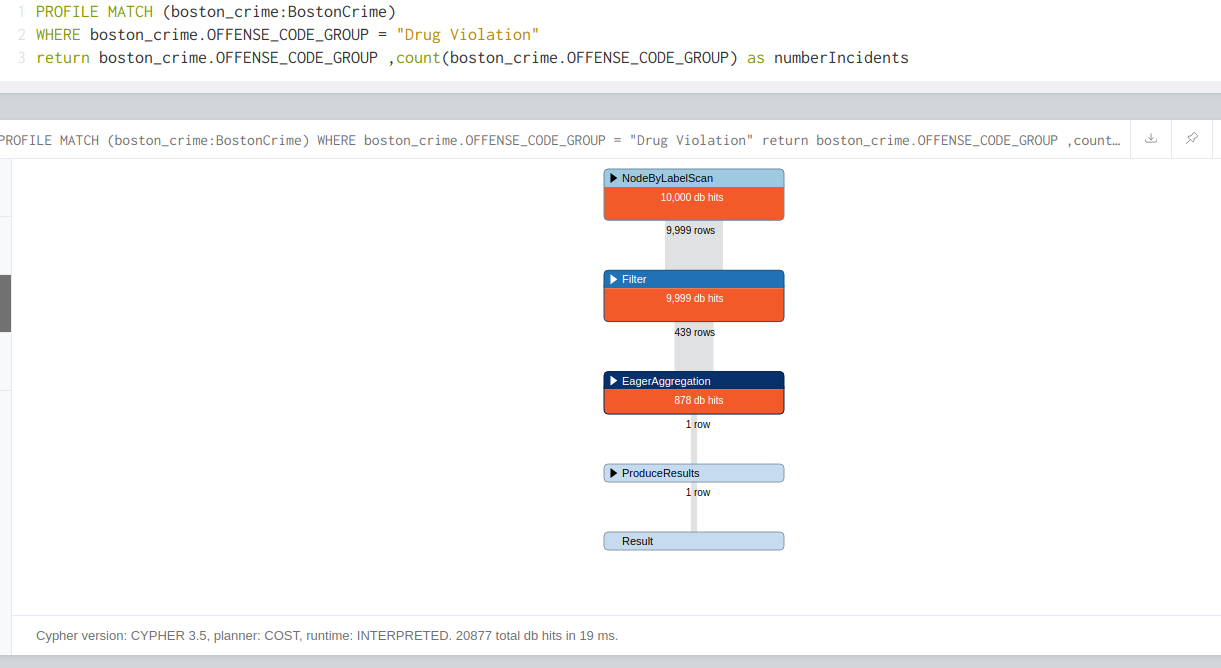 1 PROFILE MATCH (boston_crime:BostonCrime)
2 WHERE boston_crime.OFFENSE_CODE_GROUP = "Drug Violation"
3 return boston_crime.OFFENSE_CODE_GROUP ,count(boston_crime.OFFENSE_CODE_GROUP) as numberIncidents
PROFILE MATCH (boston_crime:BostonCrime) WHERE boston_crime.OFFENSE_CODE_GROUP = "Drug Violation" return boston_crime.OFFENSE_CODE_GROUP ,count…
NodeByLabelScan
10,000 db hits
9,999 rows
Filter
9,999 db hits
439 rows
EagerAggregation
878 db hits
1 row
ProduceResults
1 row
Result
Cypher version: CYPHER 3.5, planner: COST, runtime: INTERPRETED. 20877 total db hits in 19 ms.